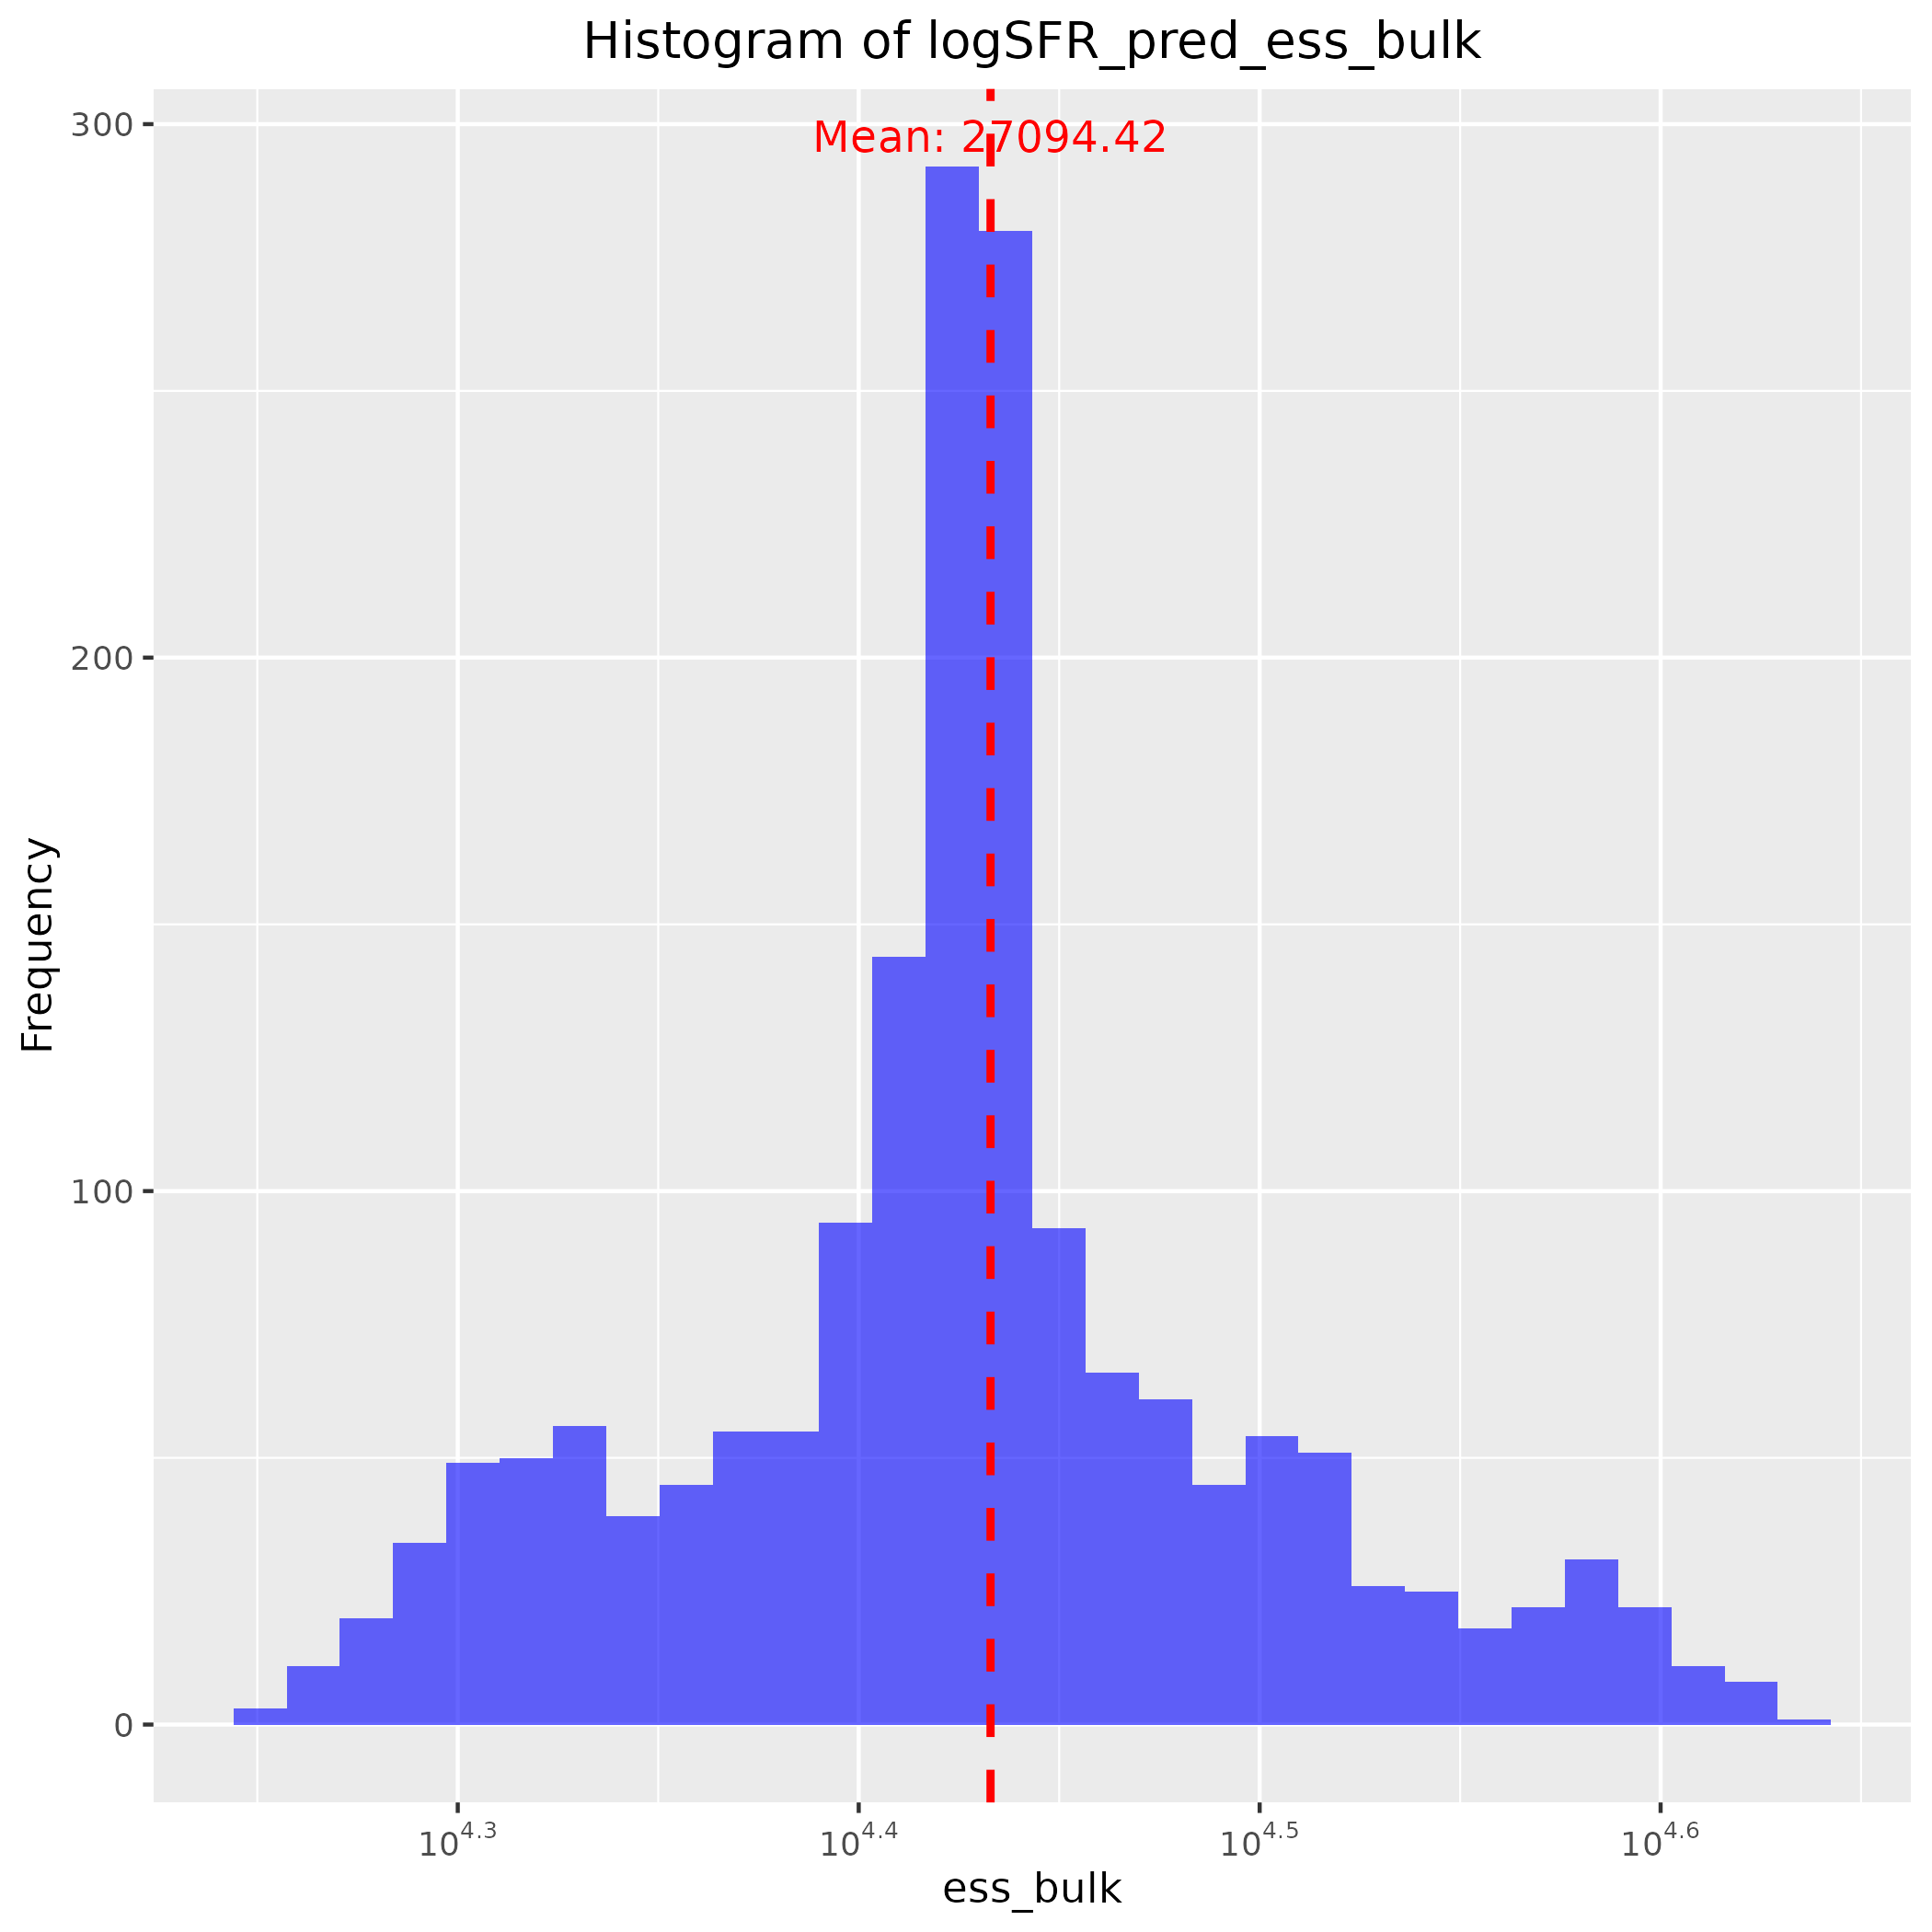 Histogram of logSFR_pred_ess_bulk
Mean: 27094.42
300
200
100
0
Frequency
10^4.3 10^4.4 10^4.5 10^4.6
ess_bulk